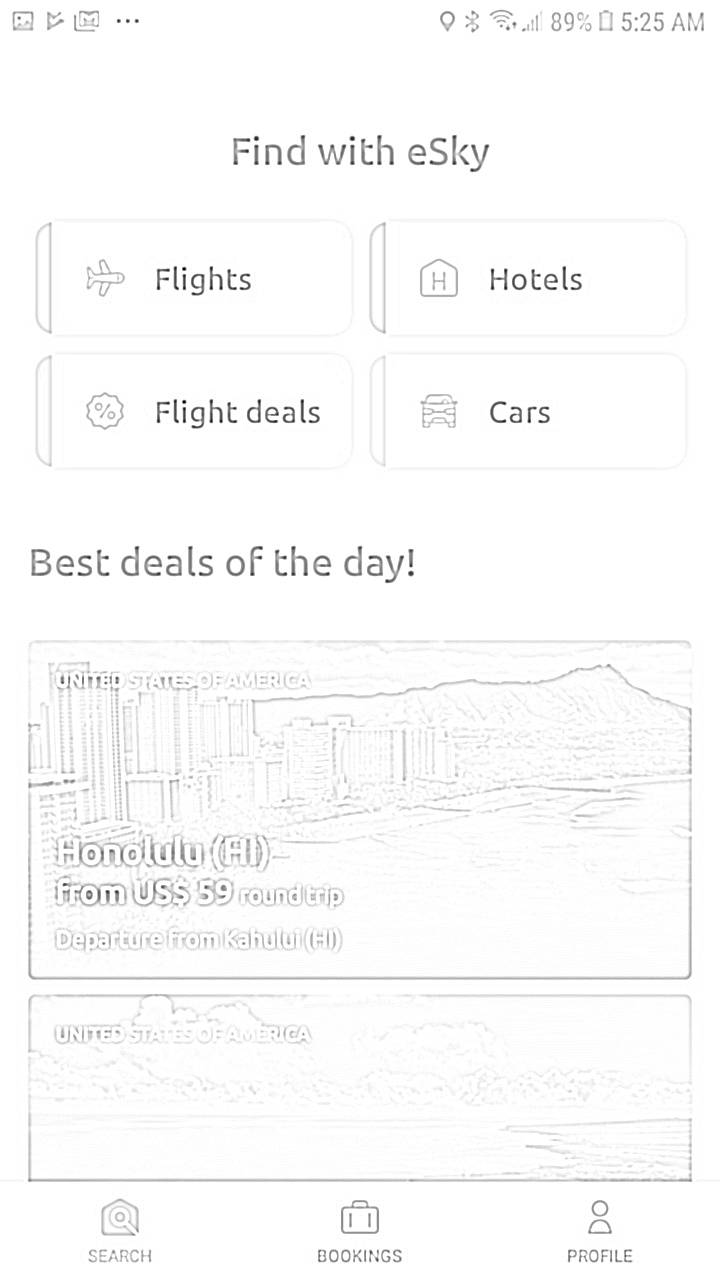 89% 5:25 AM
Find with eSky
Flights
Hotels
Flight deals
Cars
Best deals of the day!
UNITED STATES OF AMERICA
Honolulu (HI)
from US$ 59 round trip
Departure from Kahului (HI)
UNITED STATES OF AMERICA
SEARCH
BOOKINGS
PROFILE